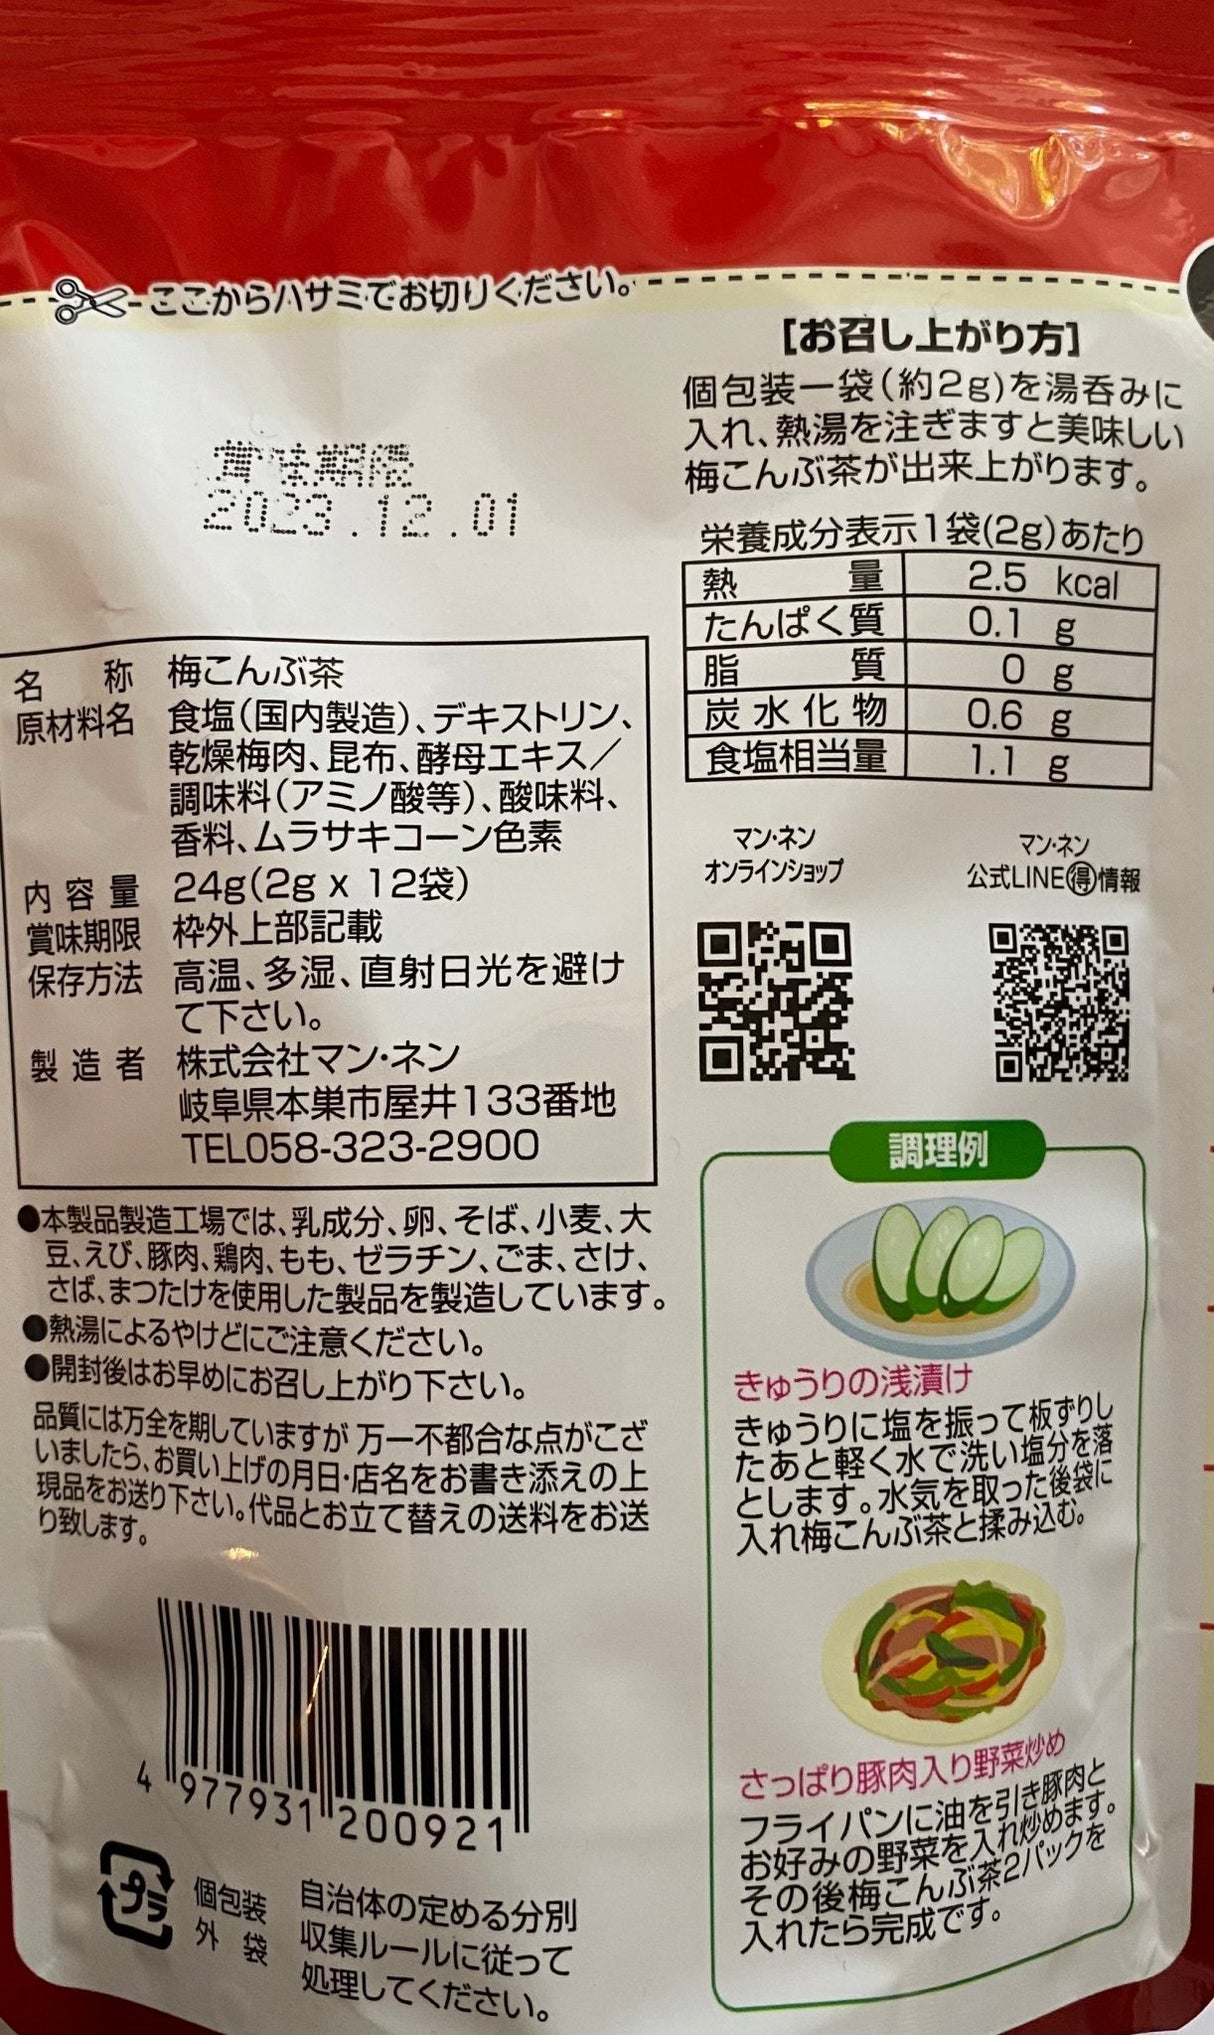 ここからハサミでお切りください。
賞味期限
2023.12.01
名称 梅こんぶ茶
原材料名 食塩(国内製造)、デキストリン、
乾燥梅肉、昆布、酵母エキス／
調味料(アミノ酸等)、酸味料、
香料、ムラサキコーン色素
内容量 24g(2g x 12袋)
賞味期限 枠外上部記載
保存方法 高温、多湿、直射日光を避け
て下さい。
製造者 株式会社マン・ネン
岐阜県本巣市屋井133番地
TEL058-323-2900
●本製品製造工場では、乳成分、卵、そば、小麦、大
豆、えび、豚肉、鶏肉、もも、ゼラチン、ごま、さけ、
さば、まつたけを使用した製品を製造しています。
●熱湯によるやけどにご注意ください。
●開封後はお早めにお召し上がり下さい。
品質には万全を期していますが 万一不都合な点がござ
いましたら、お買い上げの月日・店名をお書き添えの上
現品をお送り下さい。代品とお立て替えの送料をお送
り致します。
4 977931 200921
プラ
個包装
外袋
自治体の定める分別
収集ルールに従って
処理してください。
[お召し上がり方]
個包装一袋(約2g)を湯呑みに
入れ、熱湯を注ぎますと美味しい
梅こんぶ茶が出来上がります。
栄養成分表示1袋(2g)あたり
熱量 2.5 kcal
たんぱく質 0.1 g
脂質 0 g
炭水化物 0.6 g
食塩相当量 1.1 g
マン・ネン
オンラインショップ
マン・ネン
公式LINE㊝情報
調理例
きゅうりの浅漬け
きゅうりに塩を振って板ずりし
たあと軽く水で洗い塩分を落
とします。水気を取った後袋に
入れ梅こんぶ茶と揉み込む。
さっぱり豚肉入り野菜炒め
フライパンに油を引き豚肉と
お好みの野菜を入れ炒めます。
その後梅こんぶ茶2パックを
入れたら完成です。